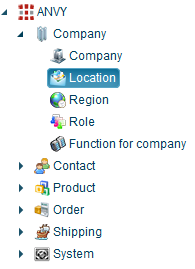 ANVY
Company
Company
Location
Region
Role
Function for company
Contact
Product
Order
Shipping
System